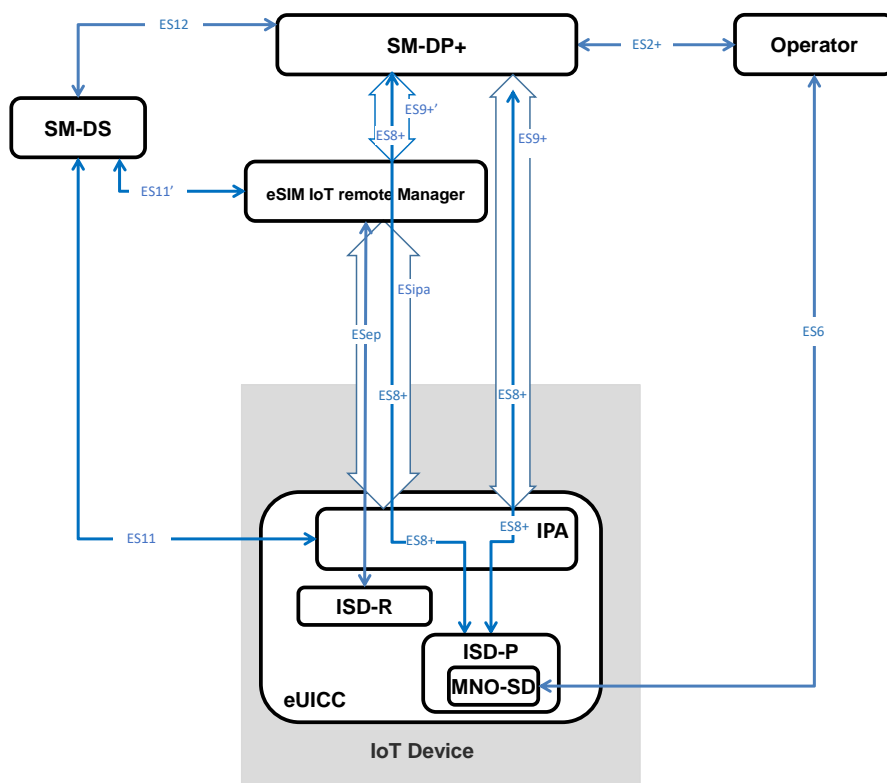 ES12
SM-DP+
ES2+
Operator
SM-DS
ES9+’
ES8+
ES9+
ES11’
eSIM IoT remote Manager
ESipa
ESep
ES6
ES8+
ES8+
ES11
IPA
ES8+
ES8+
ISD-R
ISD-P
MNO-SD
eUICC
IoT Device